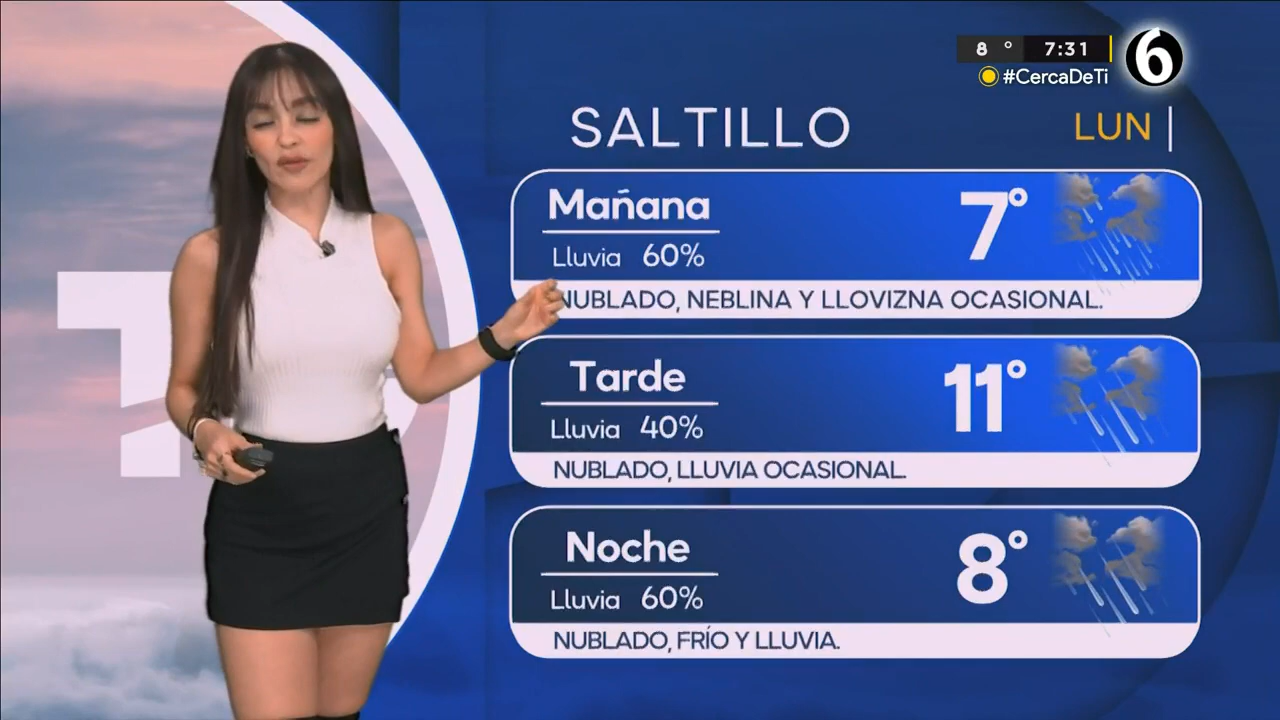 8 ° 7:31
#CercaDeTi
6
SALTILLO
LUN |
Mañana
7°
Lluvia 60%
NUBLADO, NEBLINA Y LLOVIZNA OCASIONAL.
Tarde
11°
Lluvia 40%
NUBLADO, LLUVIA OCASIONAL.
Noche
8°
Lluvia 60%
NUBLADO, FRÍO Y LLUVIA.